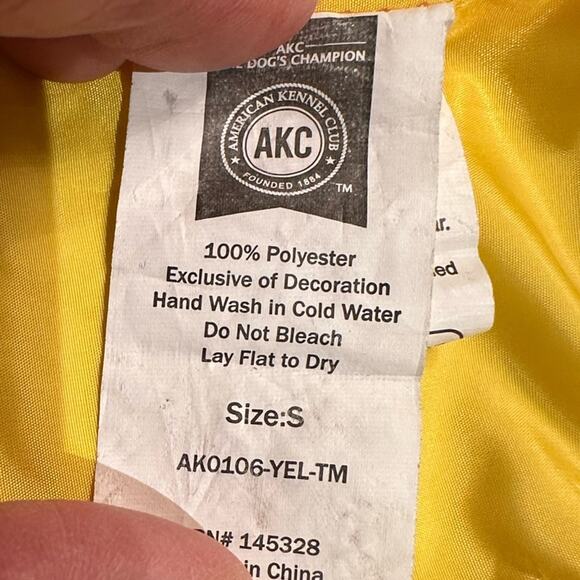 AKC
DOG'S CHAMPION
AMERICAN KENNEL CLUB
AKC
FOUNDED 1884
TM
100% Polyester
Exclusive of Decoration
Hand Wash in Cold Water
Do Not Bleach
Lay Flat to Dry
Size:S
AK0106-YEL-TM
N# 145328
in China